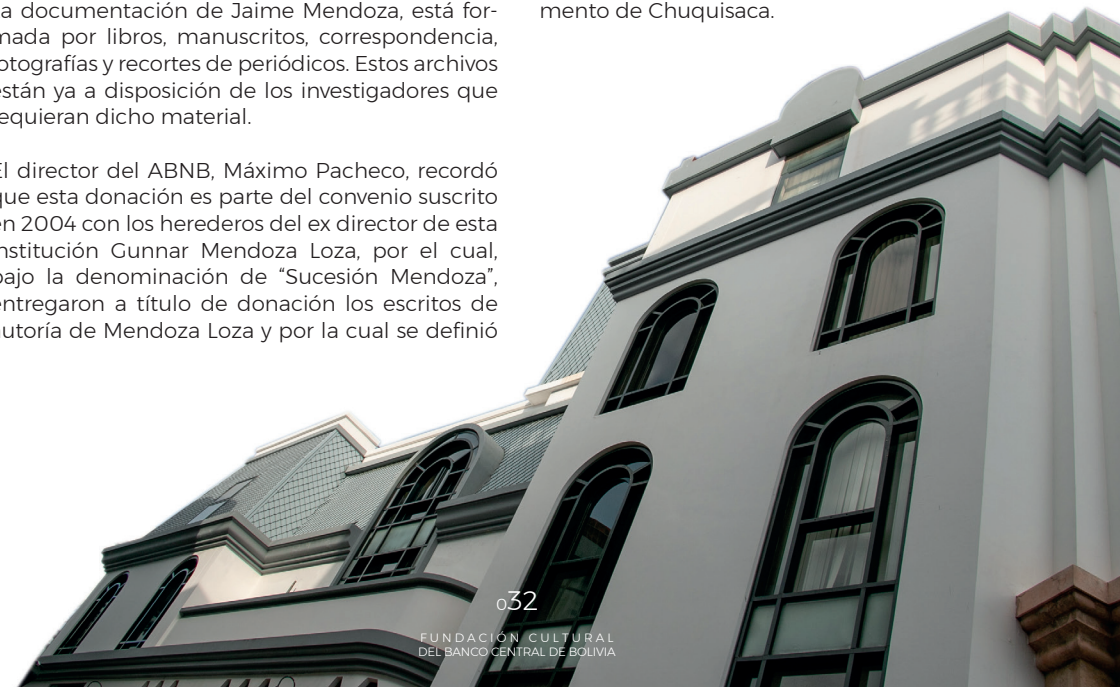 a documentación de Jaime Mendoza, está for-
mada por libros, manuscritos, correspondencia,
otografías y recortes de periódicos. Estos archivos
están ya a disposición de los investigadores que
requieran dicho material.
El director del ABNB, Máximo Pacheco, recordó
que esta donación es parte del convenio suscrito
en 2004 con los herederos del ex director de esta
nstitución Gunnar Mendoza Loza, por el cual,
bajo la denominación de “Sucesión Mendoza”,
entregaron a título de donación los escritos de
autoría de Mendoza Loza y por la cual se definió
mento de Chuquisaca.
032
FUNDACIÓN CULTURAL
DEL BANCO CENTRAL DE BOLIVIA